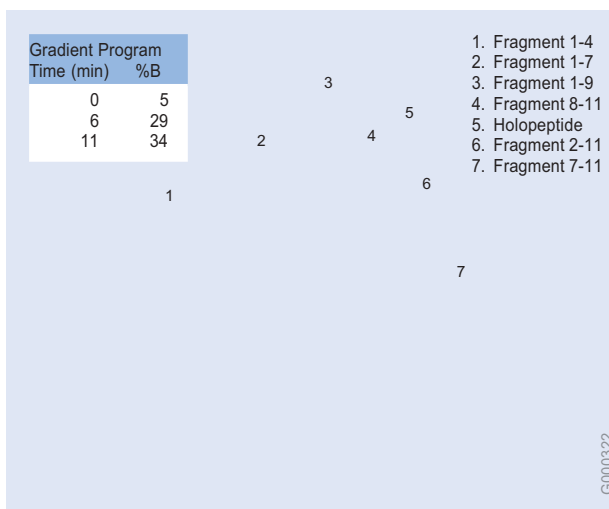 Gradient Program
Time (min) %B
0 5
6 29
11 34
1. Fragment 1-4
2. Fragment 1-7
3. Fragment 1-9
4. Fragment 8-11
5. Holopeptide
6. Fragment 2-11
7. Fragment 7-11
3
5
4
2
6
1
7
G000322